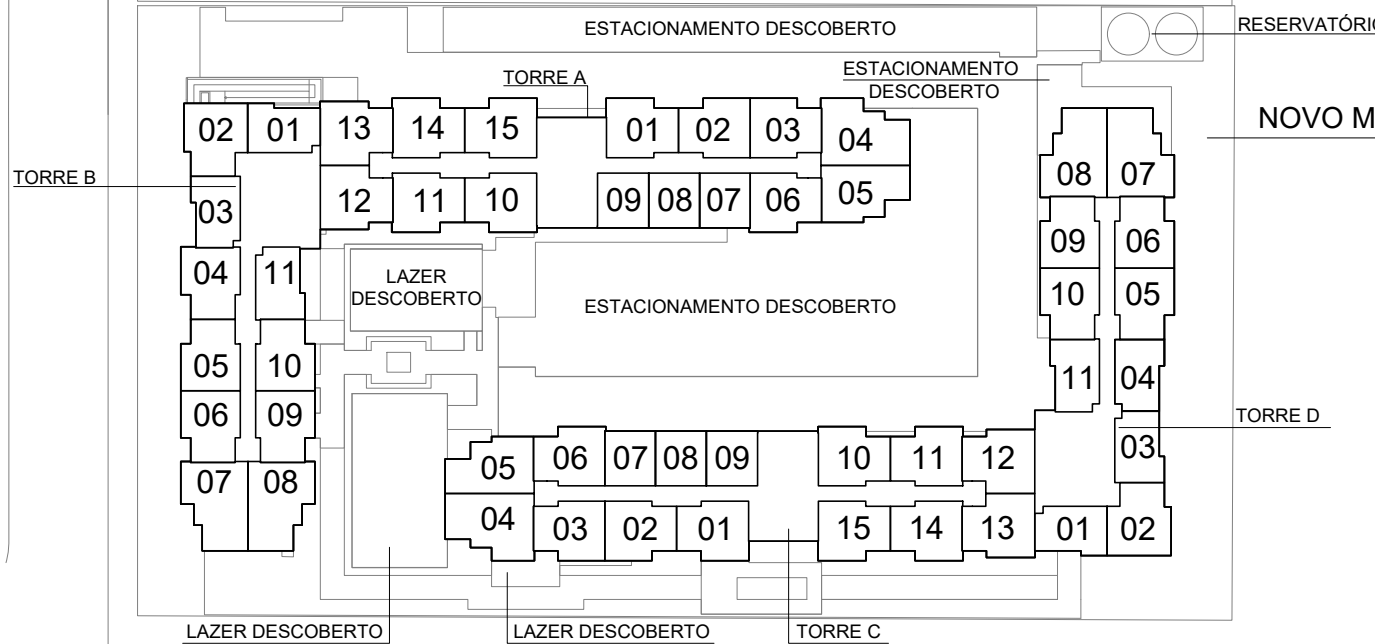 ESTACIONAMENTO DESCOBERTO
RESERVATÓRIO
TORRE A
ESTACIONAMENTO
DESCOBERTO
NOVO M
02 01 13 14 15 01 02 03 04
08 07
TORRE B
03 12 11 10 09 08 07 06 05
09 06
04 11
LAZER
DESCOBERTO
ESTACIONAMENTO DESCOBERTO
10 05
05 10
11 04
06 09
TORRE D
03
07 08
05 06 07 08 09 10 11 12
04 03 02 01 15 14 13 01 02
LAZER DESCOBERTO
LAZER DESCOBERTO
TORRE C